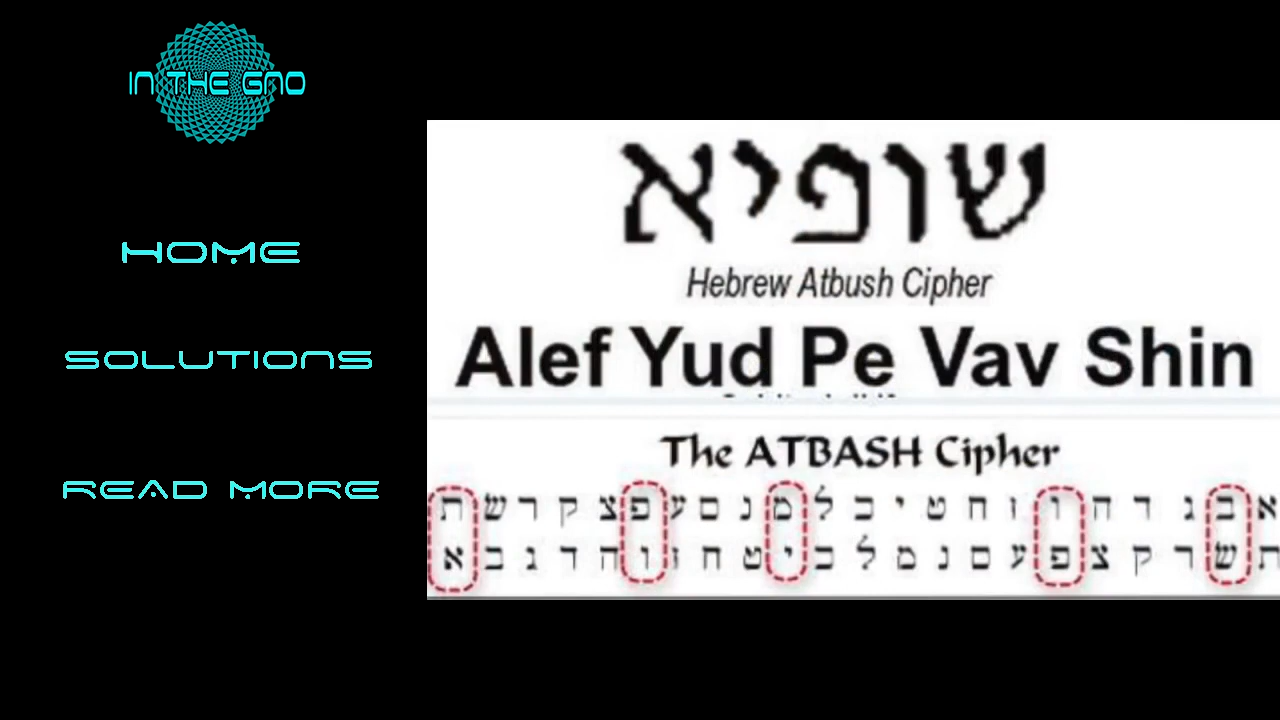 IN THE GNO
HOME
SOLUTIONS
READ MORE
שופיא
Hebrew Atbush Cipher
Alef Yud Pe Vav Shin
The ATBASH Cipher
א ב ג ד ה ו ז ח ט י כ ל מ נ ס ע פ צ ק ר ש ת
ת ש ר ק צ פ ע ס נ מ ל כ י ט ח ז ו ה ד ג ב א